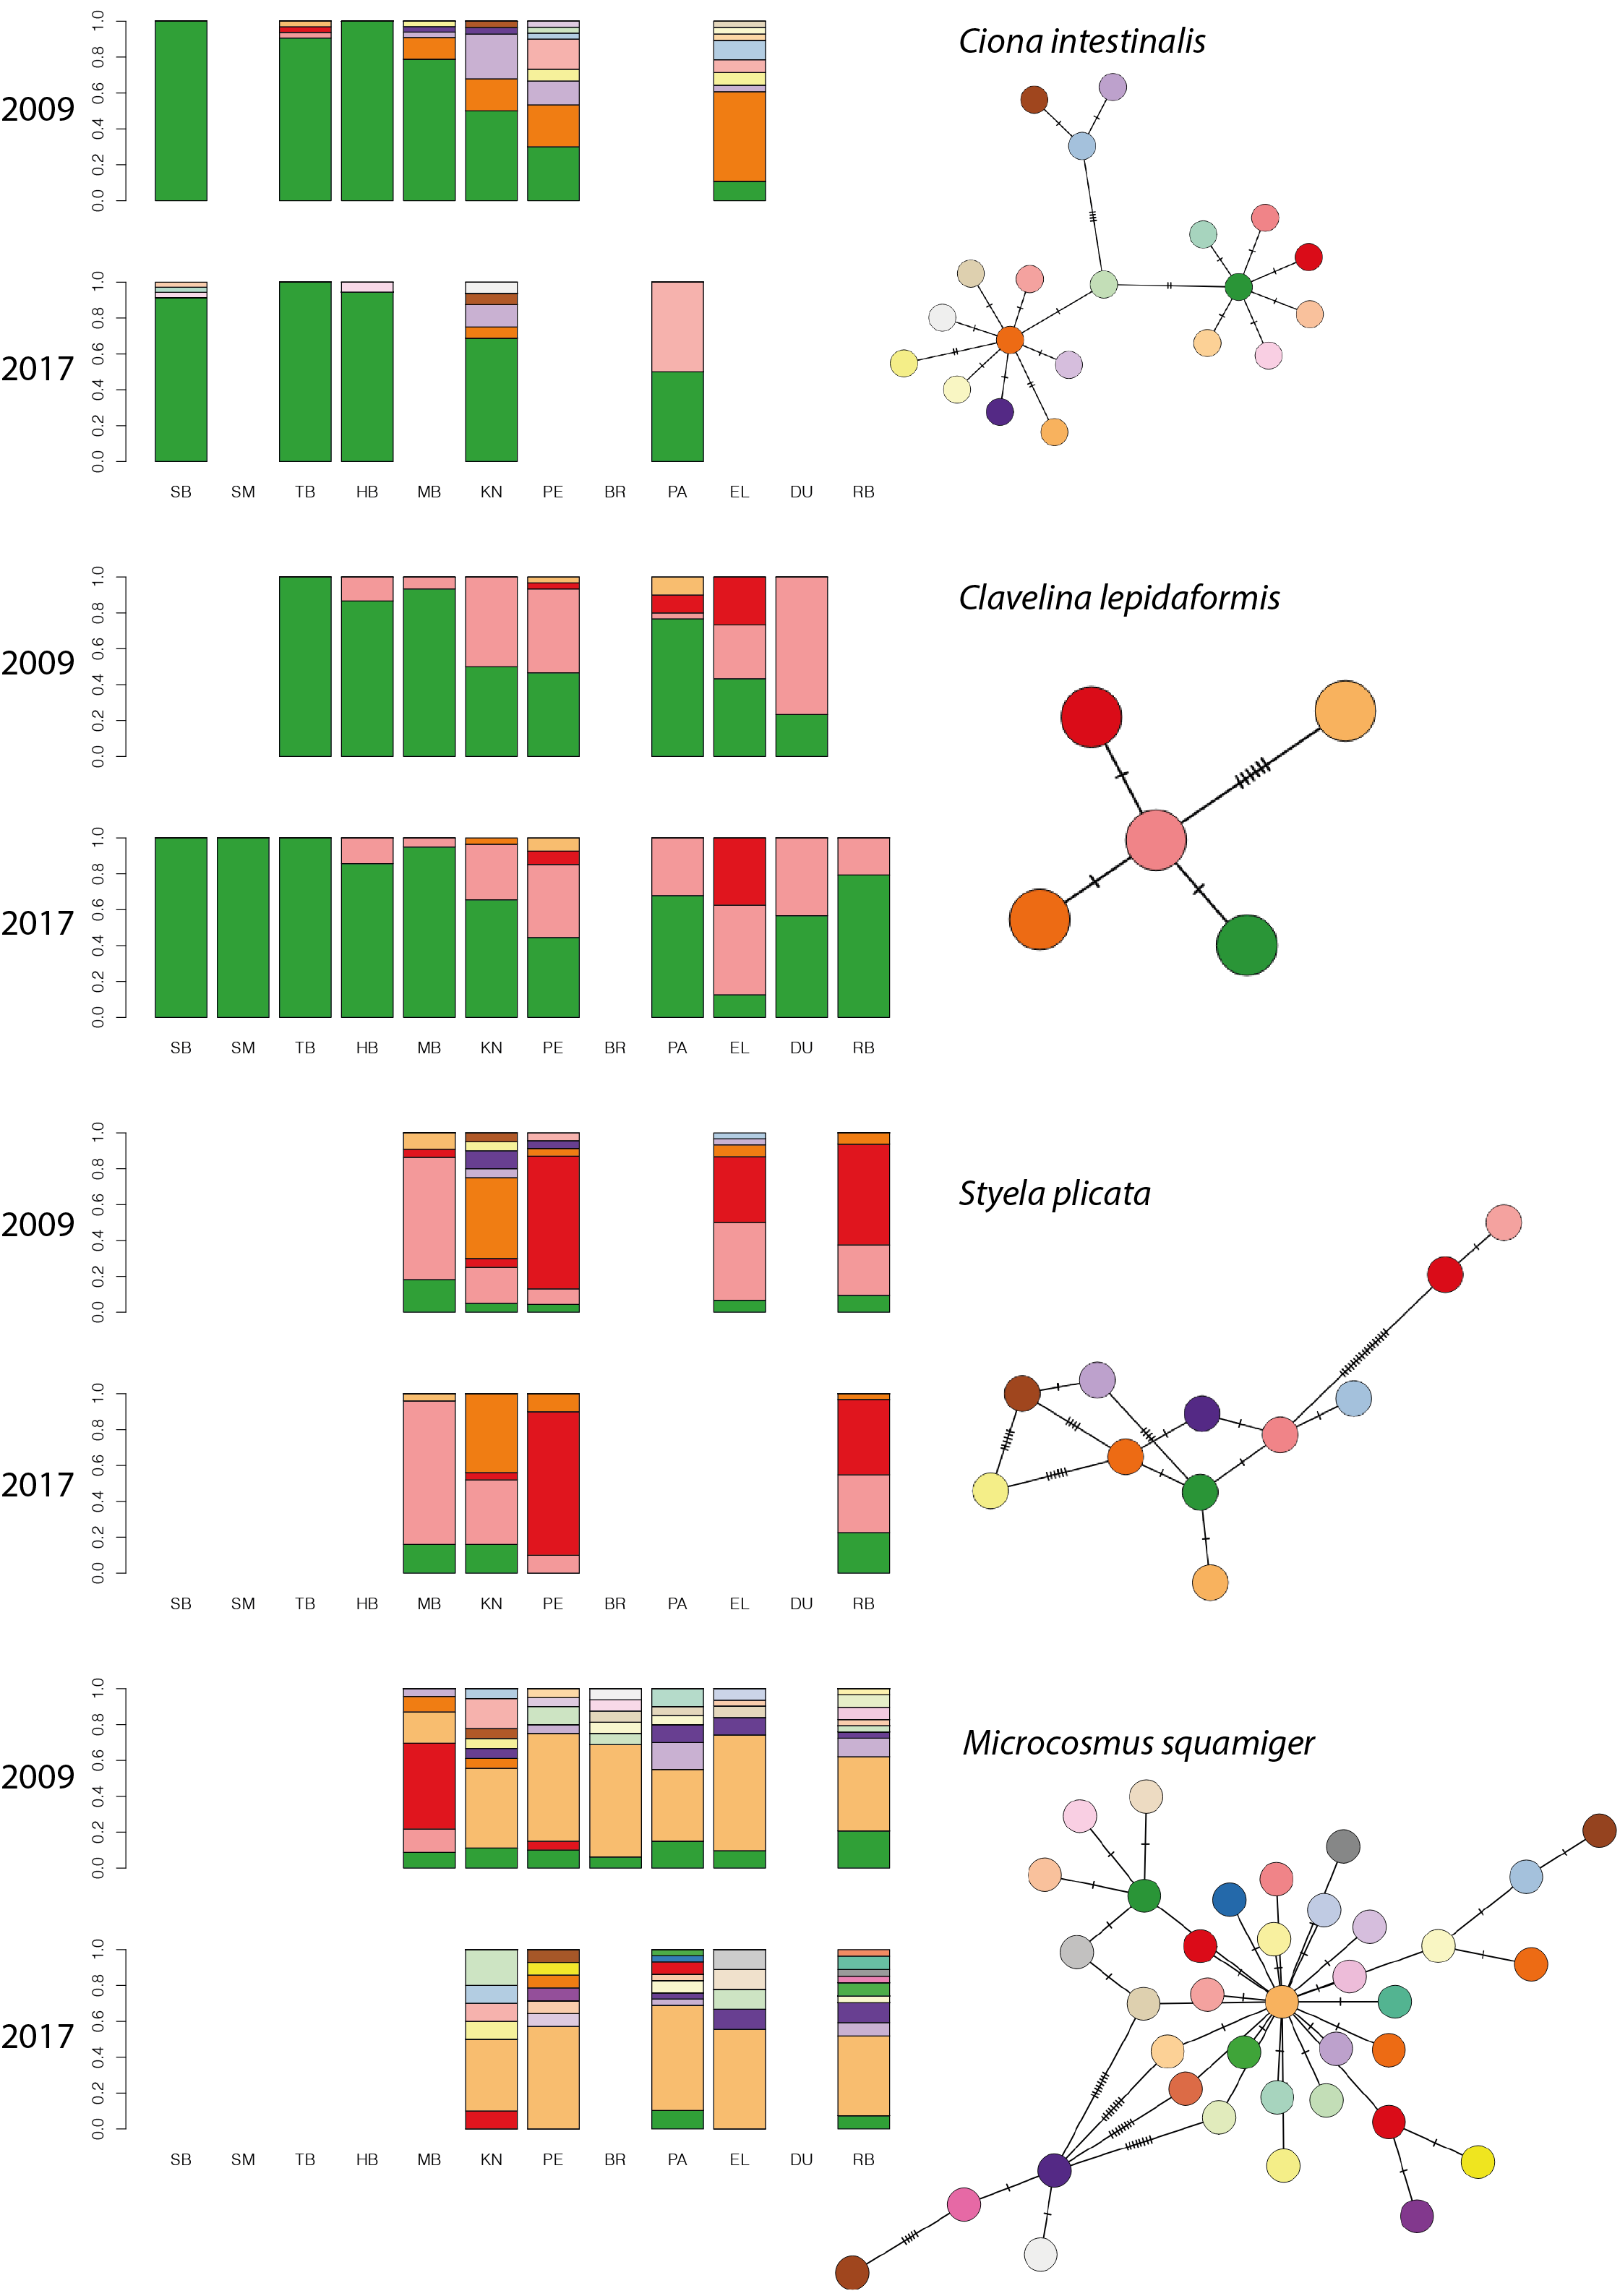 Ciona intestinalis
2009
0.0 0.2 0.4 0.6 0.8 1.0
2017
0.0 0.2 0.4 0.6 0.8 1.0
SB SM TB HB MB KN PE BR PA EL DU RB
Clavelina lepidaformis
2009
0.0 0.2 0.4 0.6 0.8 1.0
2017
0.0 0.2 0.4 0.6 0.8 1.0
SB SM TB HB MB KN PE BR PA EL DU RB
Styela plicata
2009
0.0 0.2 0.4 0.6 0.8 1.0
2017
0.0 0.2 0.4 0.6 0.8 1.0
SB SM TB HB MB KN PE BR PA EL DU RB
Microcosmus squamiger
2009
0.0 0.2 0.4 0.6 0.8 1.0
2017
0.0 0.2 0.4 0.6 0.8 1.0
SB SM TB HB MB KN PE BR PA EL DU RB